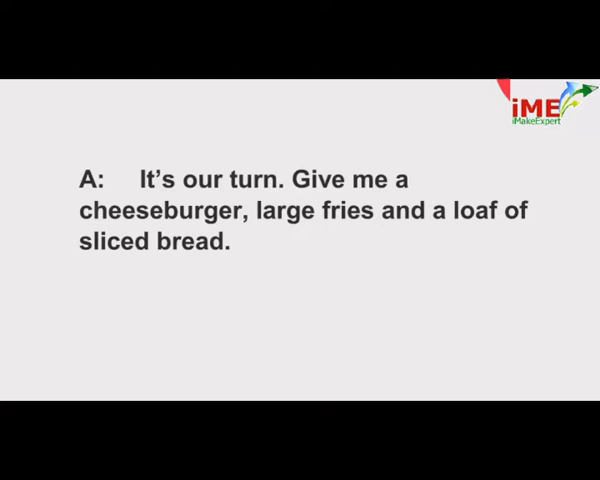 iME
iMakeExpert
A: It’s our turn. Give me a
cheeseburger, large fries and a loaf of
sliced bread.